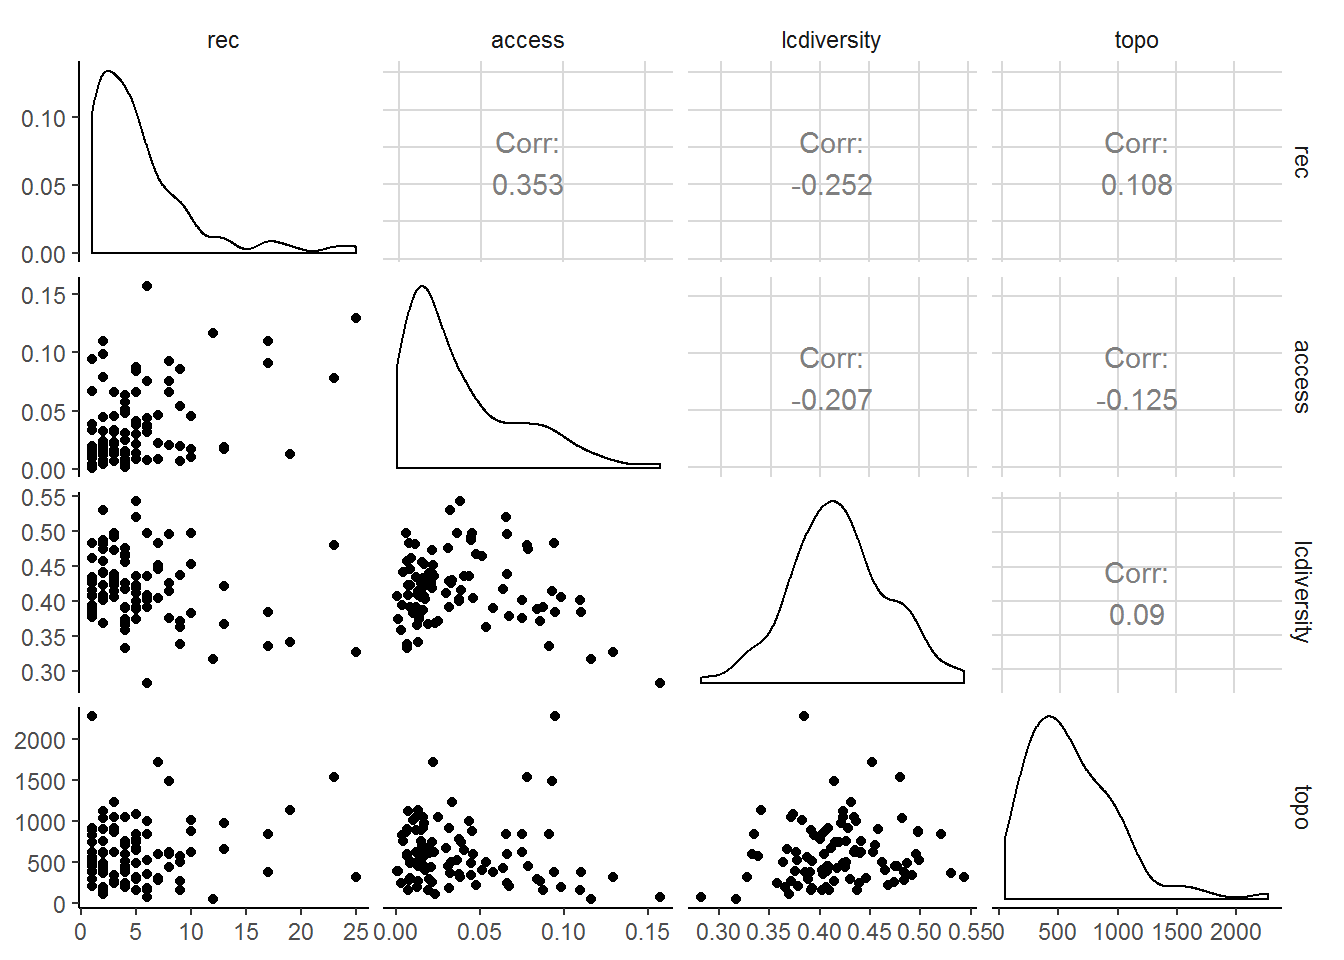 rec access lcdiversity topo
0.10
0.05
0.00
Corr:
0.353
Corr:
-0.252
Corr:
0.108
rec
0.15
0.10
0.05
0.00
Corr:
-0.207
Corr:
-0.125
access
0.55
0.50
0.45
0.40
0.35
0.30
Corr:
0.09
lcdiversity
2000
1500
1000
500
0
topo
0 5 10 15 20 25 0.00 0.05 0.10 0.15 0.30 0.35 0.40 0.45 0.50 0.55 0 500 1000 1500 2000